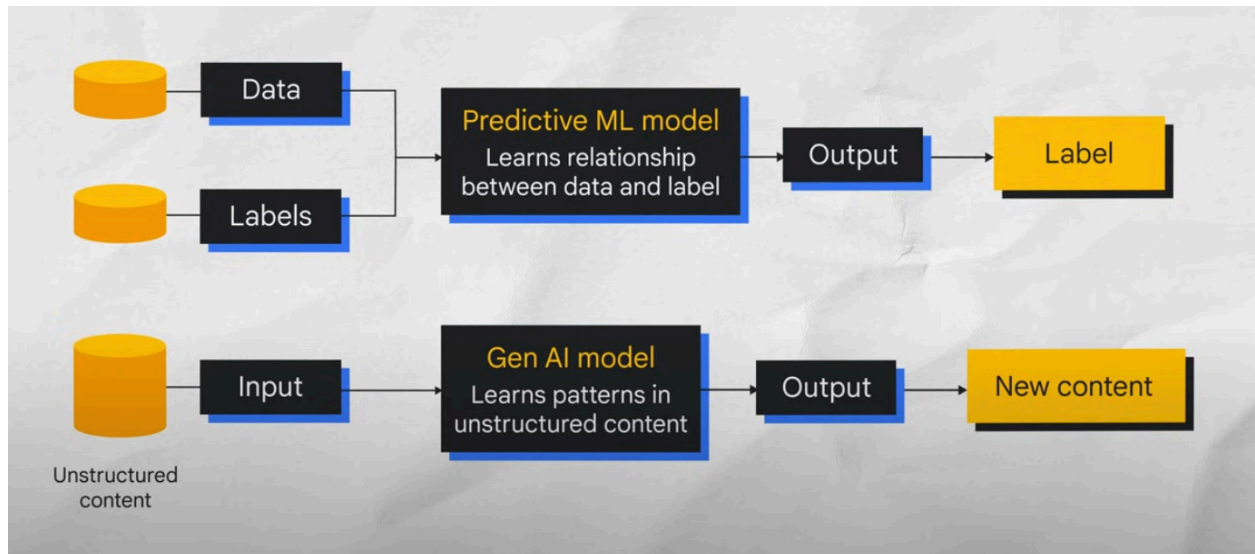 Data
Labels
Predictive ML model
Learns relationship
between data and label
Output
Label
Unstructured
content
Input
Gen AI model
Learns patterns in
unstructured content
Output
New content